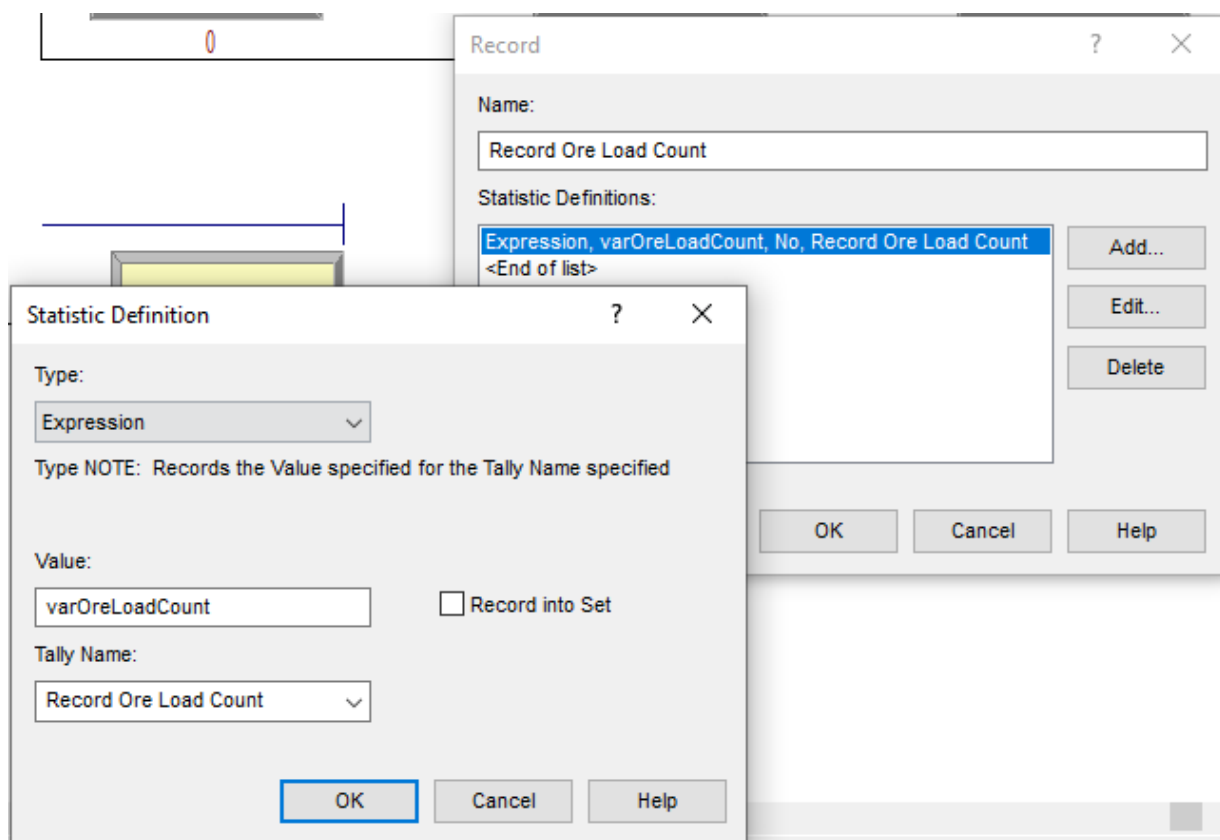 0
Record
?
Name:
Record Ore Load Count
Statistic Definitions:
Expression, varOreLoadCount, No, Record Ore Load Count
<End of list>
Add...
Edit...
Delete
OK
Cancel
Help
Statistic Definition
?
Type:
Expression
Type NOTE: Records the Value specified for the Tally Name specified
Value:
varOreLoadCount
Record into Set
Tally Name:
Record Ore Load Count
OK
Cancel
Help